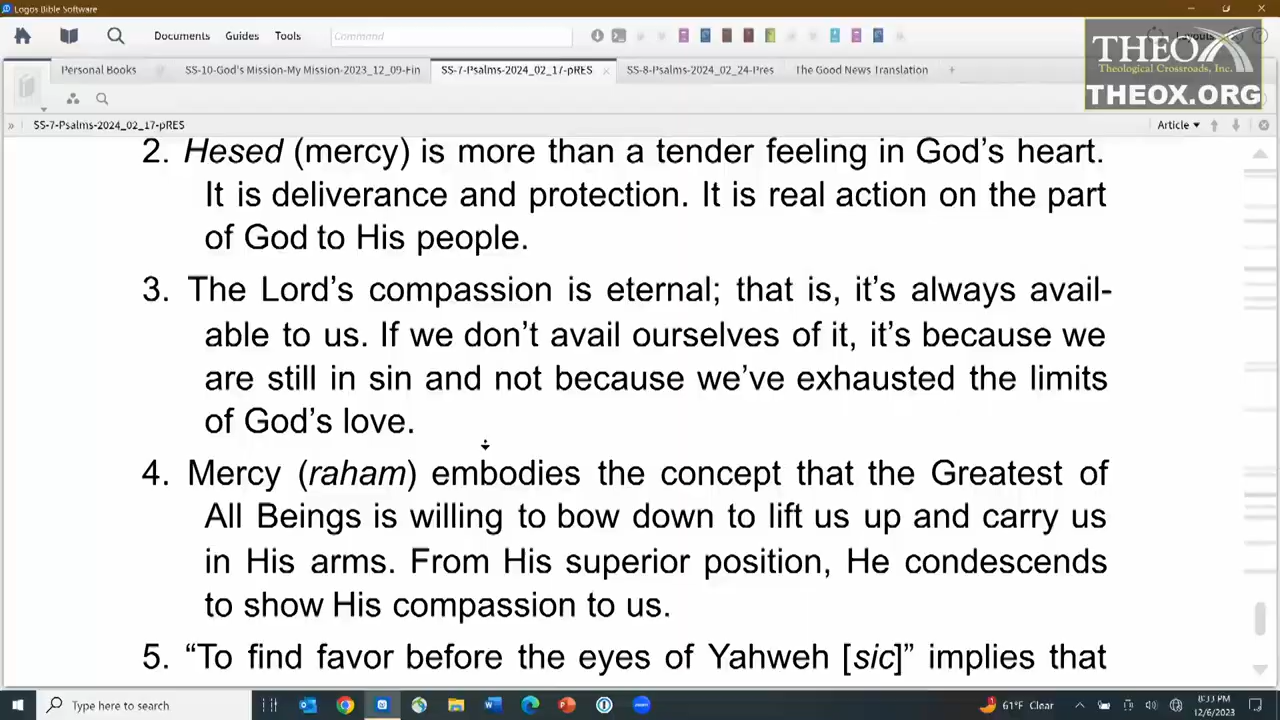 Logos Bible Software
Documents Guides Tools Command Layouts
THEOX
Theological Crossroads, Inc.
THEOX.ORG
Personal Books SS-10-God's Mission-My Mission-2023_12_09-Fin SS-7-Psalms-2024_02_17-pRES SS-8-Psalms-2024_02_24-Pres The Good News Translation
SS-7-Psalms-2024_02_17-pRES Article
2. Hesed (mercy) is more than a tender feeling in God's heart.
It is deliverance and protection. It is real action on the part
of God to His people.
3. The Lord's compassion is eternal; that is, it's always avail-
able to us. If we don't avail ourselves of it, it's because we
are still in sin and not because we've exhausted the limits
of God's love.
4. Mercy (raham) embodies the concept that the Greatest of
All Beings is willing to bow down to lift us up and carry us
in His arms. From His superior position, He condescends
to show His compassion to us.
5. “To find favor before the eyes of Yahweh [sic]” implies that
Type here to search 61°F Clear 8:33 PM
12/6/2023